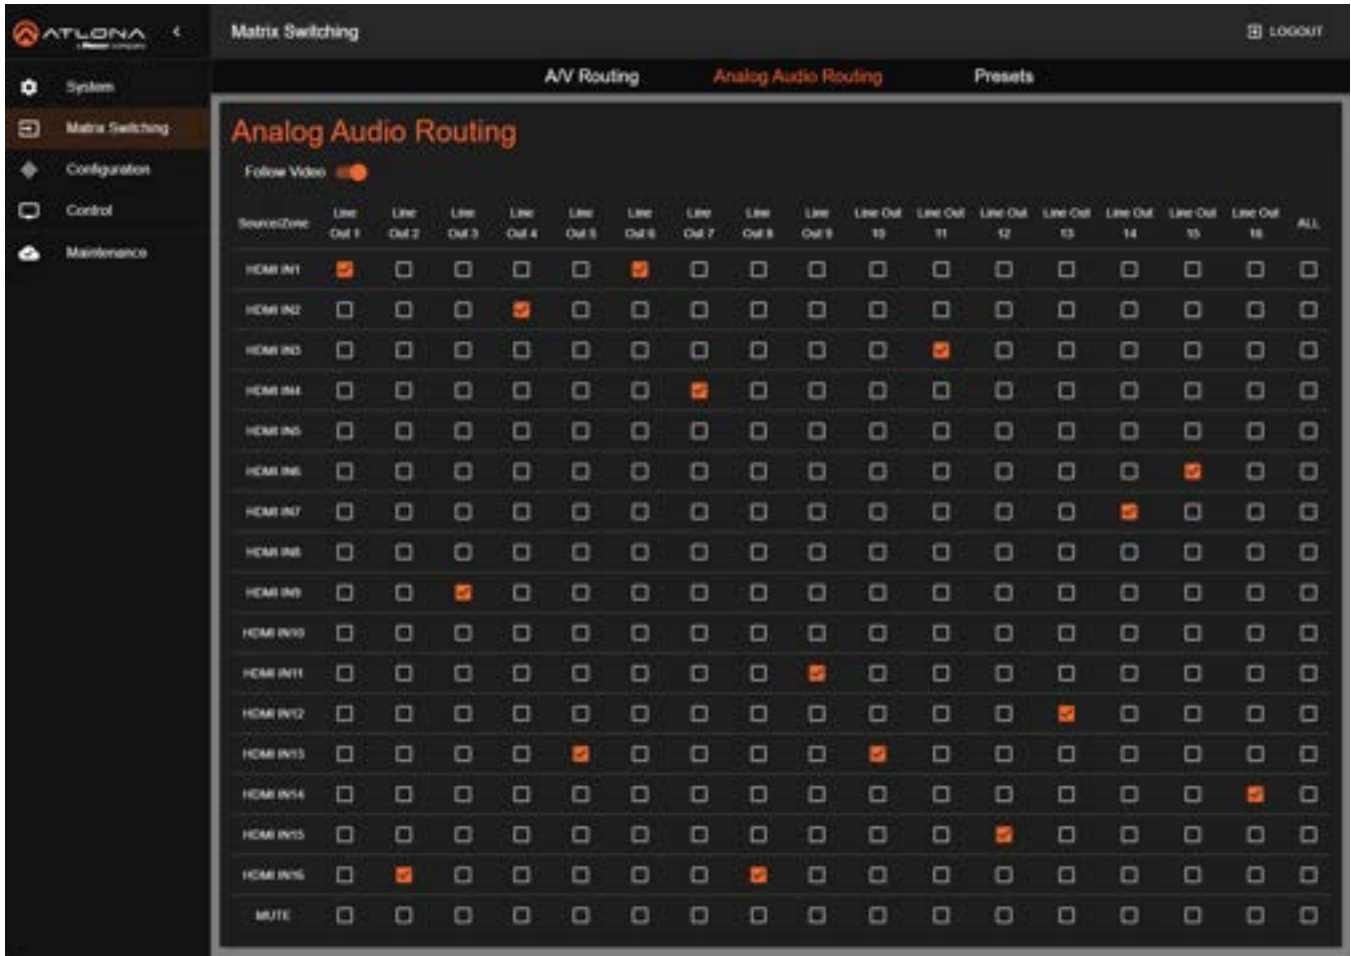 ATLONA
Matrix Switching
LOGOUT
A/V Routing Analog Audio Routing Presets
System
Matrix Switching
Configuration
Control
Maintenance
Analog Audio Routing
Follow Video
Source/Zone Line Out 1 Line Out 2 Line Out 3 Line Out 4 Line Out 5 Line Out 6 Line Out 7 Line Out 8 Line Out 9 Line Out 10 Line Out 11 Line Out 12 Line Out 13 Line Out 14 Line Out 15 Line Out 16 ALL
HDMI IN1
HDMI IN2
HDMI IN3
HDMI IN4
HDMI IN5
HDMI IN6
HDMI IN7
HDMI IN8
HDMI IN9
HDMI IN10
HDMI IN11
HDMI IN12
HDMI IN13
HDMI IN14
HDMI IN15
HDMI IN16
MUTE